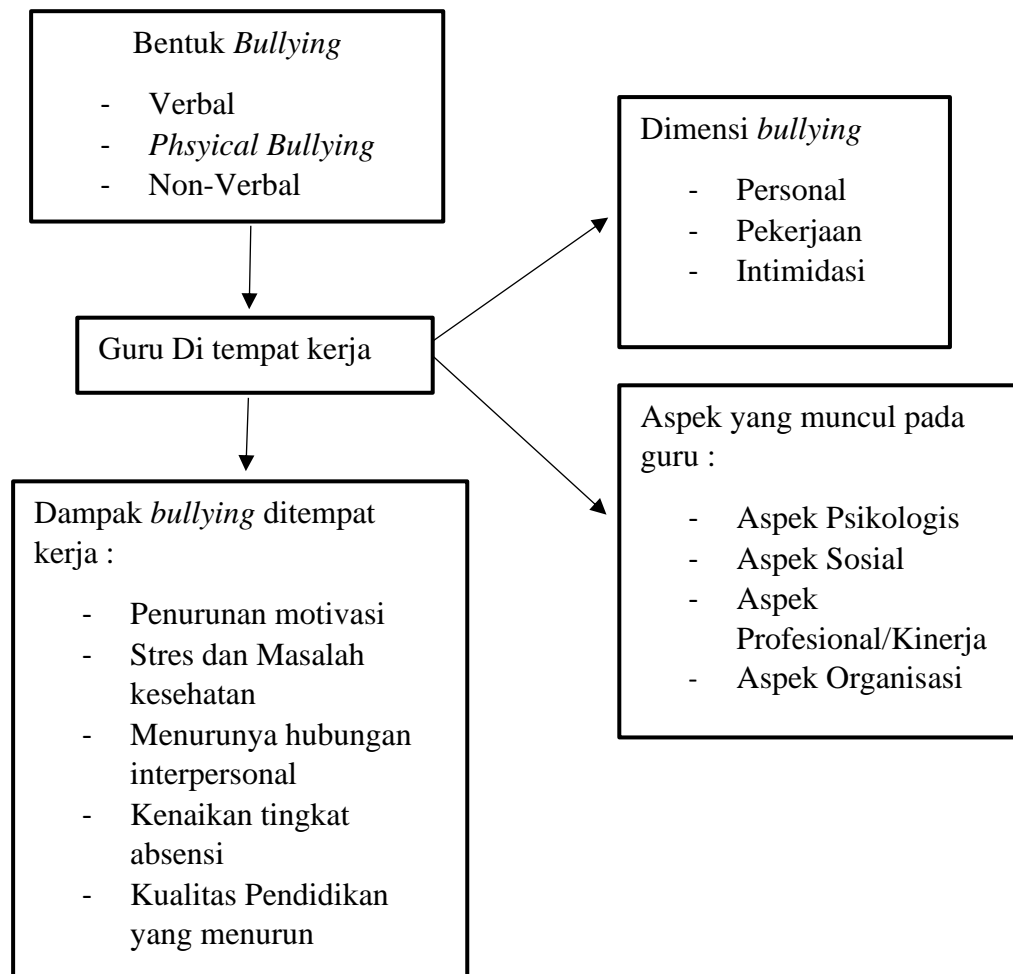 Bentuk Bullying
- Verbal
- Phsyical Bullying
- Non-Verbal
Guru Di tempat kerja
Dampak bullying ditempat
kerja :
- Penurunan motivasi
- Stres dan Masalah
kesehatan
- Menurunya hubungan
interpersonal
- Kenaikan tingkat
absensi
- Kualitas Pendidikan
yang menurun
Dimensi bullying
- Personal
- Pekerjaan
- Intimidasi
Aspek yang muncul pada
guru :
- Aspek Psikologis
- Aspek Sosial
- Aspek
Profesional/Kinerja
- Aspek Organisasi